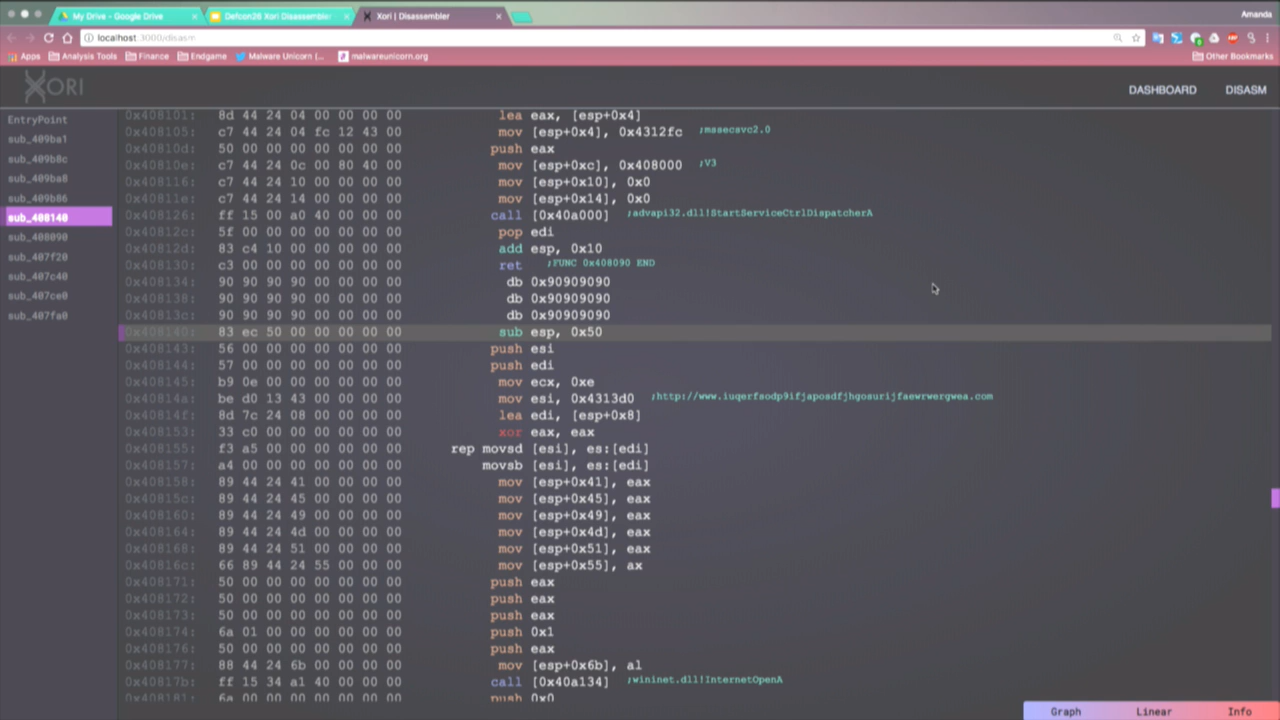 My Drive - Google Drive
Defcon26 Xori Disassembler
Xori | Disassembler
Amanda
localhost:3000/disasm
Apps
Analysis Tools
Finance
Endgame
Malware Unicorn (...
malwareunicorn.org
Other Bookmarks
XORI
DASHBOARD
DISASM
EntryPoint
sub_409ba1
sub_409b8c
sub_409ba8
sub_409b86
sub_408140
sub_408090
sub_407f20
sub_407c40
sub_407ce0
sub_407fa0
0x408101: 8d 44 24 04 00 00 00 00 lea eax, [esp+0x4]
0x408105: c7 44 24 04 fc 12 43 00 mov [esp+0x4], 0x4312fc ;mssecsvc2.0
0x40810d: 50 00 00 00 00 00 00 00 push eax
0x40810e: c7 44 24 0c 00 80 40 00 mov [esp+0xc], 0x408000 ;V3
0x408116: c7 44 24 10 00 00 00 00 mov [esp+0x10], 0x0
0x40811e: c7 44 24 14 00 00 00 00 mov [esp+0x14], 0x0
0x408126: ff 15 00 a0 40 00 00 00 call [0x40a000] ;advapi32.dll!StartServiceCtrlDispatcherA
0x40812c: 5f 00 00 00 00 00 00 00 pop edi
0x40812d: 83 c4 10 00 00 00 00 00 add esp, 0x10
0x408130: c3 00 00 00 00 00 00 00 ret ;FUNC 0x408090 END
0x408134: 90 90 90 90 00 00 00 00 db 0x90909090
0x408138: 90 90 90 90 00 00 00 00 db 0x90909090
0x40813c: 90 90 90 90 00 00 00 00 db 0x90909090
0x408140: 83 ec 50 00 00 00 00 00 sub esp, 0x50
0x408143: 56 00 00 00 00 00 00 00 push esi
0x408144: 57 00 00 00 00 00 00 00 push edi
0x408145: b9 0e 00 00 00 00 00 00 mov ecx, 0xe
0x40814a: be d0 13 43 00 00 00 00 mov esi, 0x4313d0 ;http://www.iuqerfsodp9ifjaposdfjhgosurijfaewrwergwea.com
0x40814f: 8d 7c 24 08 00 00 00 00 lea edi, [esp+0x8]
0x408153: 33 c0 00 00 00 00 00 00 xor eax, eax
0x408155: f3 a5 00 00 00 00 00 00 rep movsd [esi], es:[edi]
0x408157: a4 00 00 00 00 00 00 00 movsb [esi], es:[edi]
0x408158: 89 44 24 41 00 00 00 00 mov [esp+0x41], eax
0x40815c: 89 44 24 45 00 00 00 00 mov [esp+0x45], eax
0x408160: 89 44 24 49 00 00 00 00 mov [esp+0x49], eax
0x408164: 89 44 24 4d 00 00 00 00 mov [esp+0x4d], eax
0x408168: 89 44 24 51 00 00 00 00 mov [esp+0x51], eax
0x40816c: 66 89 44 24 55 00 00 00 mov [esp+0x55], ax
0x408171: 50 00 00 00 00 00 00 00 push eax
0x408172: 50 00 00 00 00 00 00 00 push eax
0x408173: 50 00 00 00 00 00 00 00 push eax
0x408174: 6a 01 00 00 00 00 00 00 push 0x1
0x408176: 50 00 00 00 00 00 00 00 push eax
0x408177: 88 44 24 6b 00 00 00 00 mov [esp+0x6b], al
0x40817b: ff 15 34 a1 40 00 00 00 call [0x40a134] ;wininet.dll!InternetOpenA
0x408181: 6a 00 00 00 00 00 00 00 push 0x0
Graph
Linear
Info